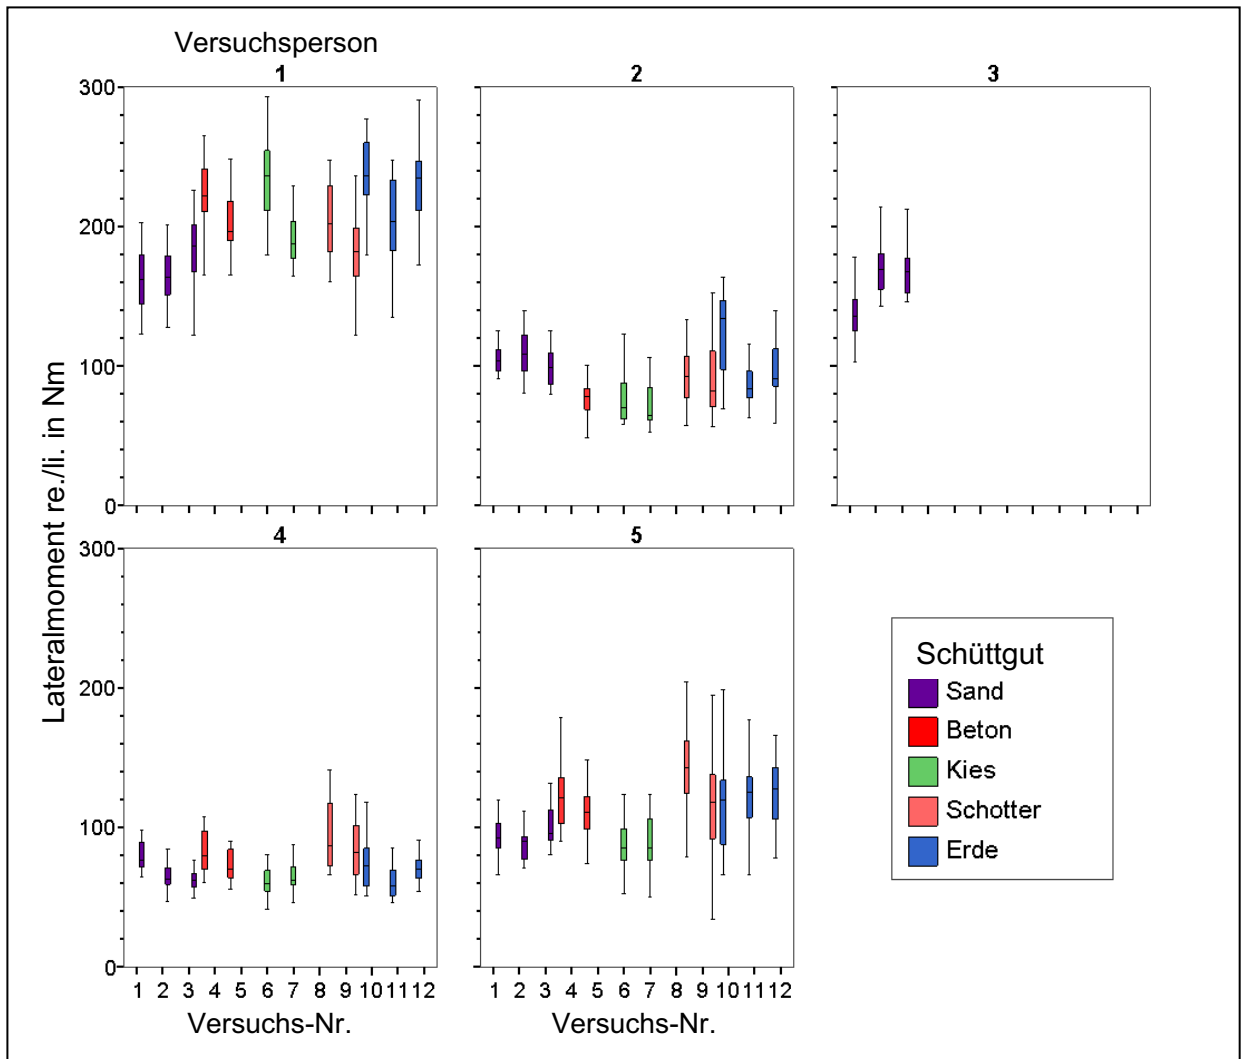 Versuchsperson
1 2 3
300
200
100
0
Lateralmoment re./li. in Nm
4 5
300
200
100
0
1 2 3 4 5 6 7 8 9 10 11 12
1 2 3 4 5 6 7 8 9 10 11 12
Versuchs-Nr.
Versuchs-Nr.
Schüttgut
Sand
Beton
Kies
Schotter
Erde